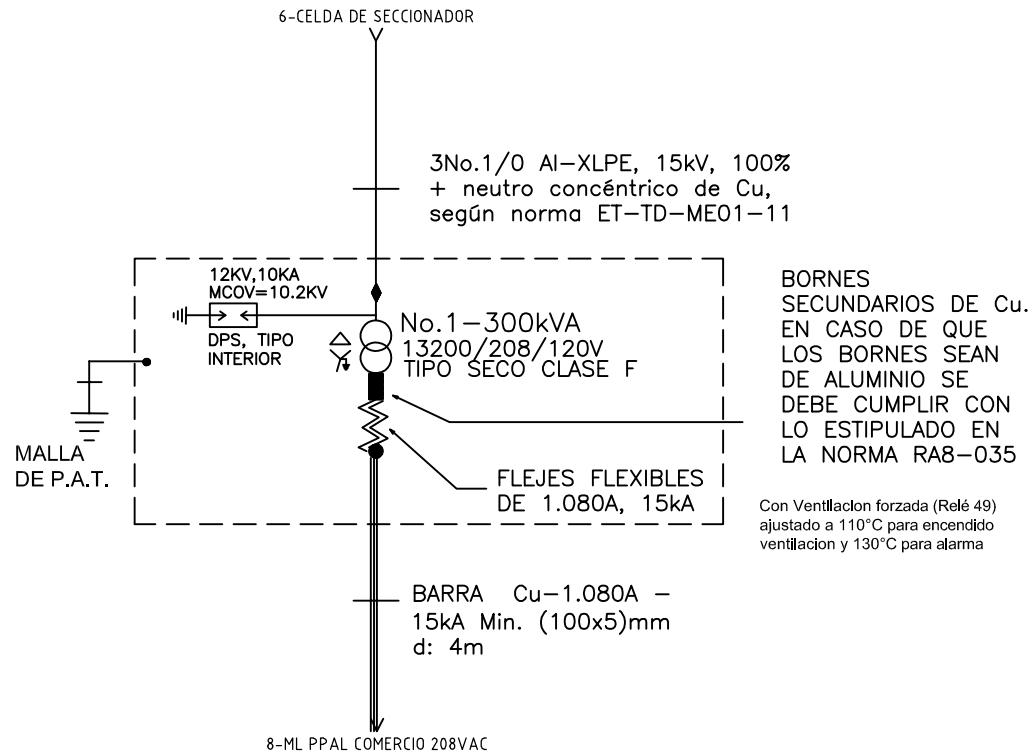 6-CELDA DE SECCIONADOR
3No.1/0 Al-XLPE, 15kV, 100%
+ neutro concéntrico de Cu,
según norma ET-TD-ME01-11
12KV,10KA
MCOV=10.2KV
DPS, TIPO
INTERIOR
No.1-300kVA
13200/208/120V
TIPO SECO CLASE F
BORNES
SECUNDARIOS DE Cu.
EN CASO DE QUE
LOS BORNES SEAN
DE ALUMINIO SE
DEBE CUMPLIR CON
LO ESTIPULADO EN
LA NORMA RA8-035
MALLA
DE P.A.T.
FLEJES FLEXIBLES
DE 1.080A, 15kA
Con Ventilacion forzada (Relé 49)
ajustado a 110°C para encendido
ventilacion y 130°C para alarma
BARRA Cu-1.080A -
15kA Min. (100x5)mm
d: 4m
8-ML PPAL COMERCIO 208VAC